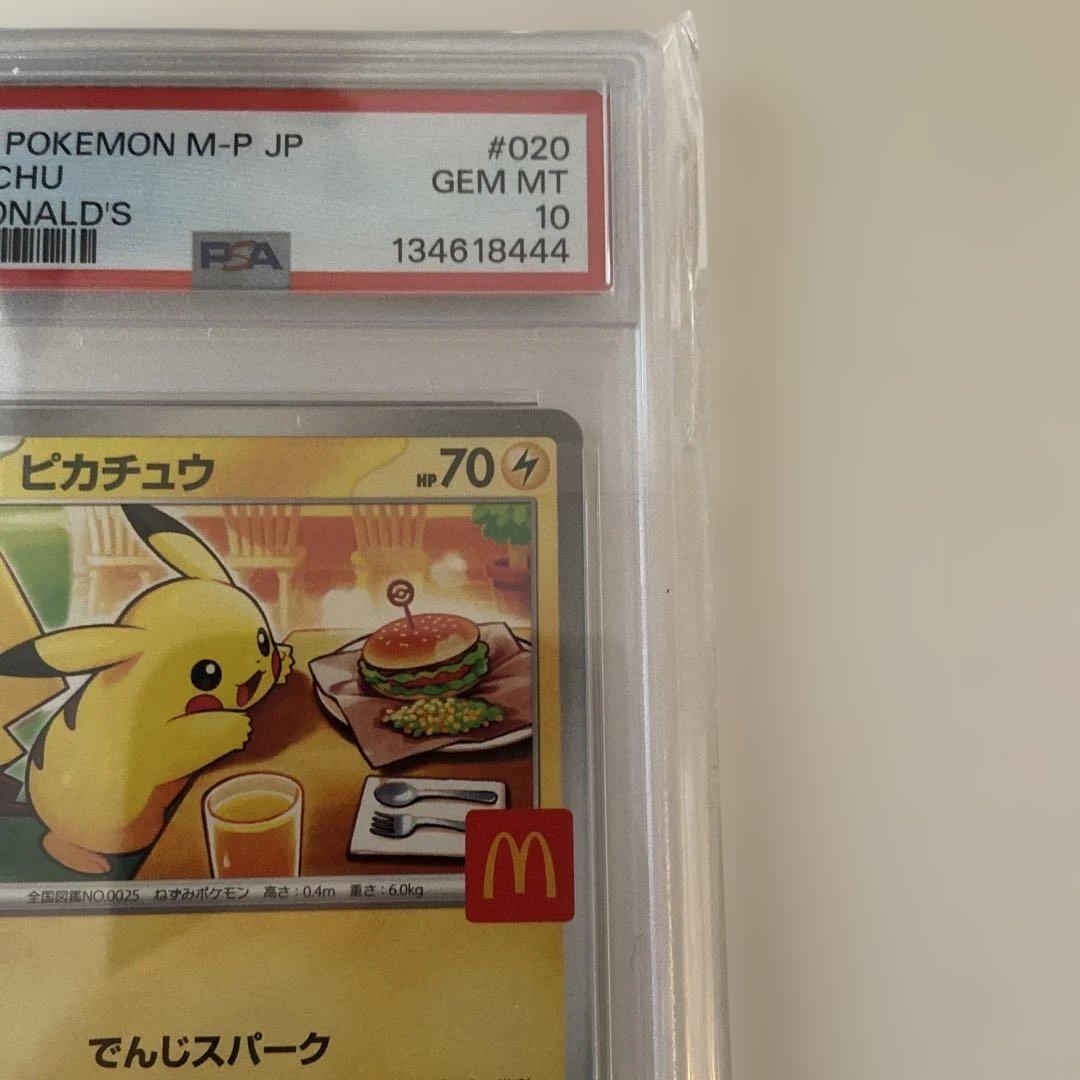 POKEMON M-P JP #020
CHU GEM MT
ONALD'S 10
134618444
PSA
ピカチュウ HP 70
全国図鑑NO.0025 ねずみポケモン 高さ:0.4m 重さ:6.0kg
でんじスパーク